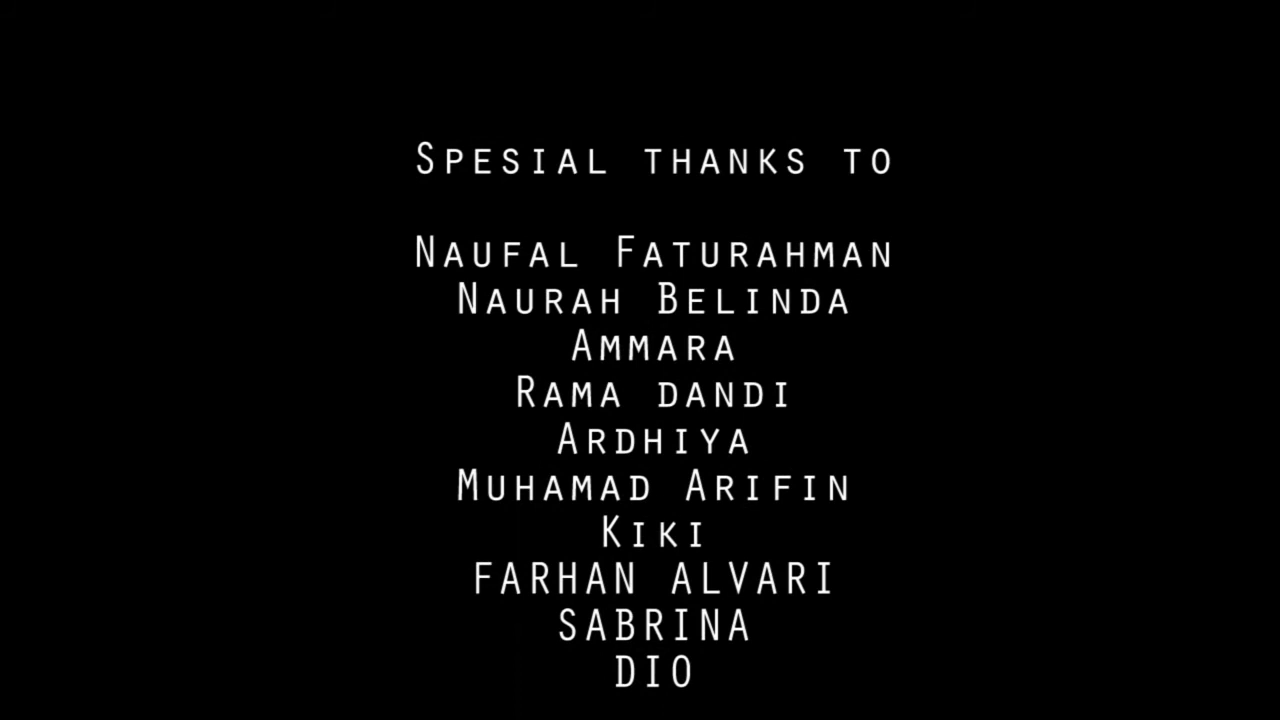 Spesial thanks to
Naufal Faturahman
Naurah Belinda
Ammara
Rama dandi
Ardhiya
Muhamad Arifin
Kiki
FARHAN ALVARI
SABRINA
DIO